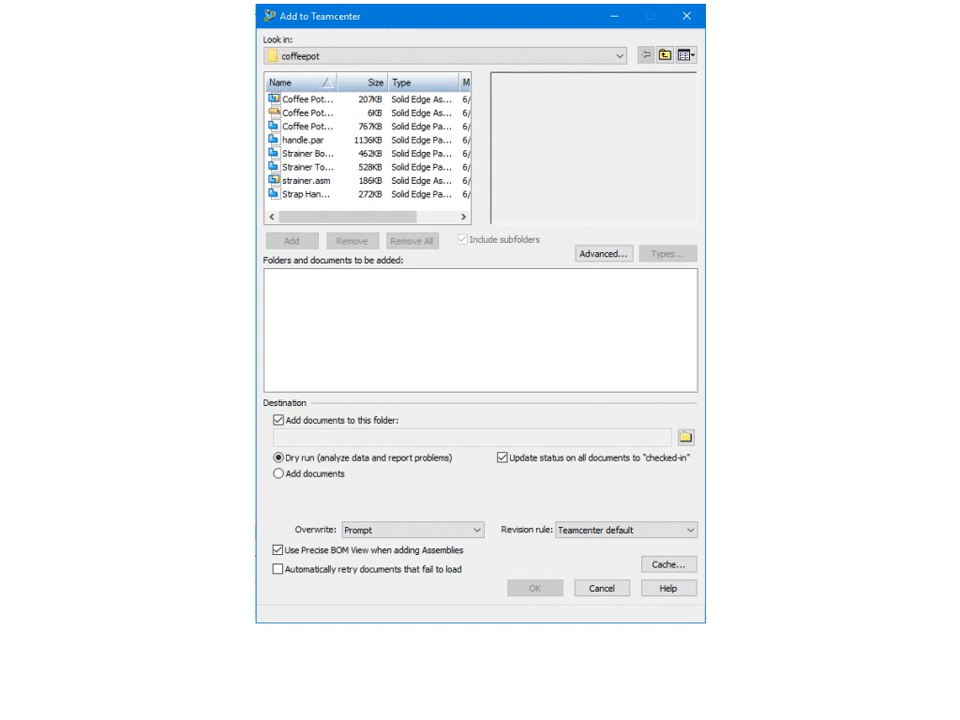 Add to Teamcenter
Look in:
coffeepot
Name Size Type M
Coffee Pot... 207KB Solid Edge As... 6/
Coffee Pot... 6KB Solid Edge As... 6/
Coffee Pot... 767KB Solid Edge Pa... 6/
handle.par 1136KB Solid Edge Pa... 6/
Strainer Bo... 462KB Solid Edge Pa... 6/
Strainer To... 528KB Solid Edge Pa... 6/
strainer.asm 186KB Solid Edge As... 6/
Strap Han... 272KB Solid Edge Pa... 6/
Add Remove Remove All Include subfolders
Advanced... Types...
Folders and documents to be added:
Destination
Add documents to this folder:
Dry run (analyze data and report problems) Update status on all documents to "checked-in"
Add documents
Overwrite: Prompt Revision rule: Teamcenter default
Use Precise BOM View when adding Assemblies
Cache...
Automatically retry documents that fail to load
OK Cancel Help